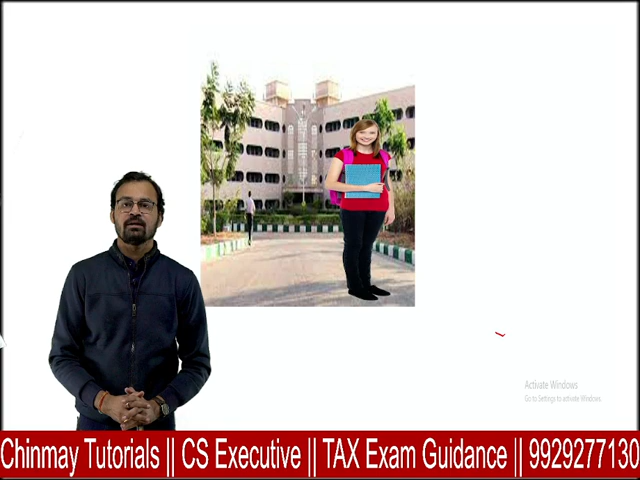 Activate Windows
Go to Settings to activate Windows.
Chinmay Tutorials || CS Executive || TAX Exam Guidance || 9929277130